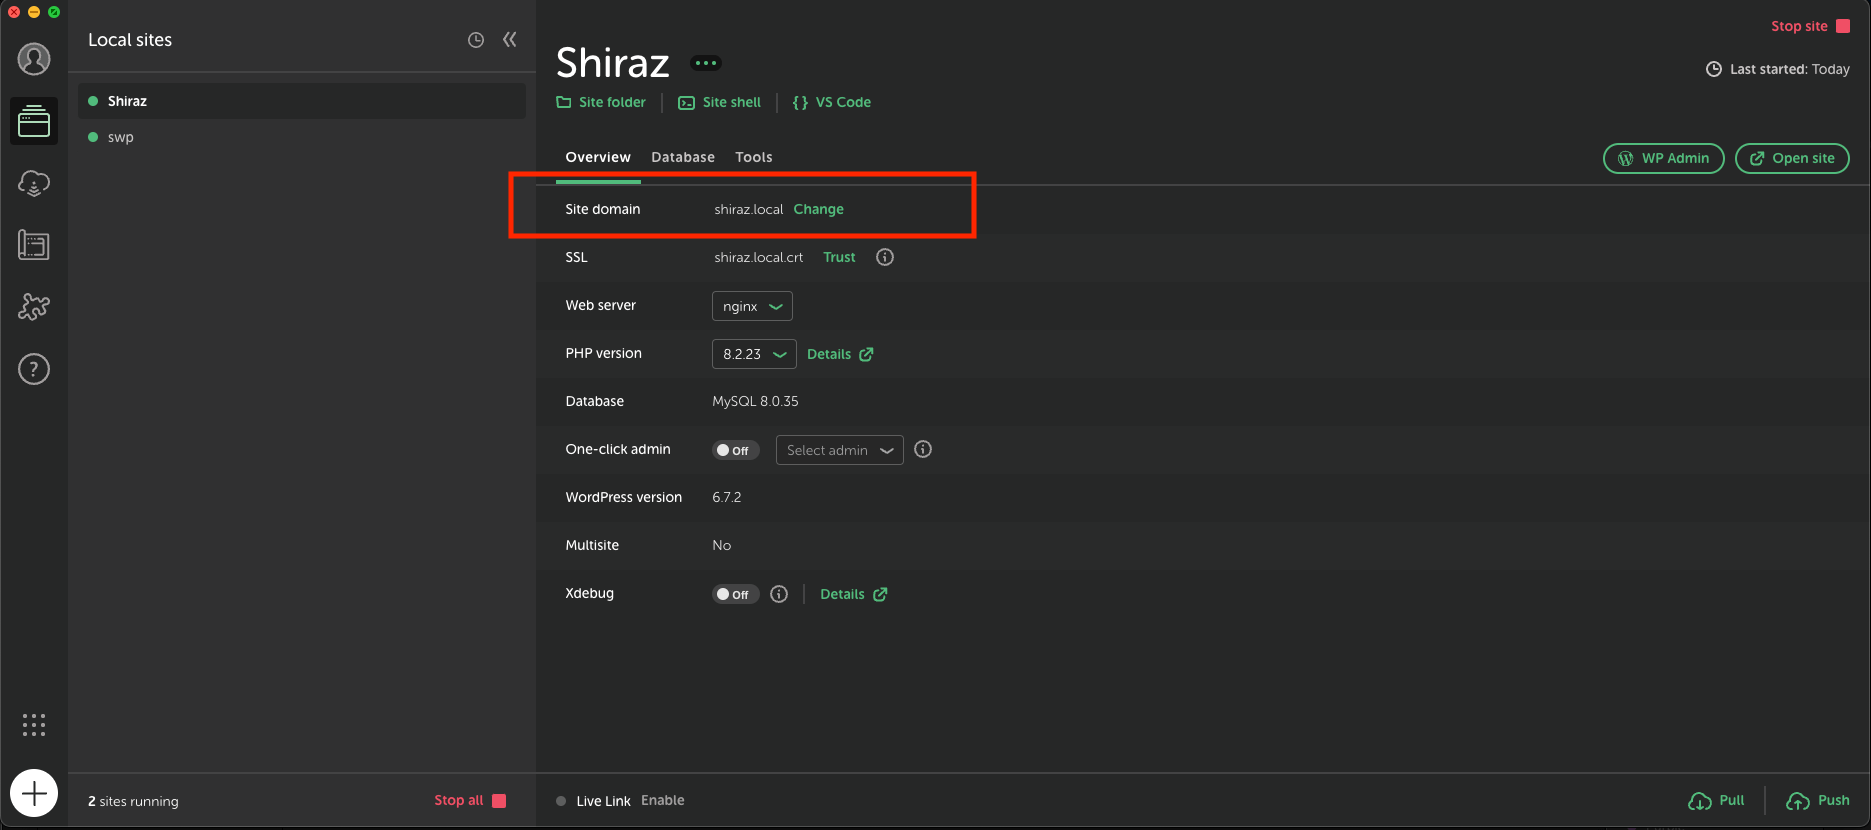 Local sites
Shiraz
swp
2 sites running
Stop all
Stop site
Shiraz
Last started: Today
Site folder
Site shell
VS Code
Overview
Database
Tools
WP Admin
Open site
Site domain
shiraz.local
Change
SSL
shiraz.local.crt
Trust
Web server
nginx
PHP version
8.2.23
Details
Database
MySQL 8.0.35
One-click admin
Off
Select admin
WordPress version
6.7.2
Multisite
No
Xdebug
Off
Details
Live Link
Enable
Pull
Push